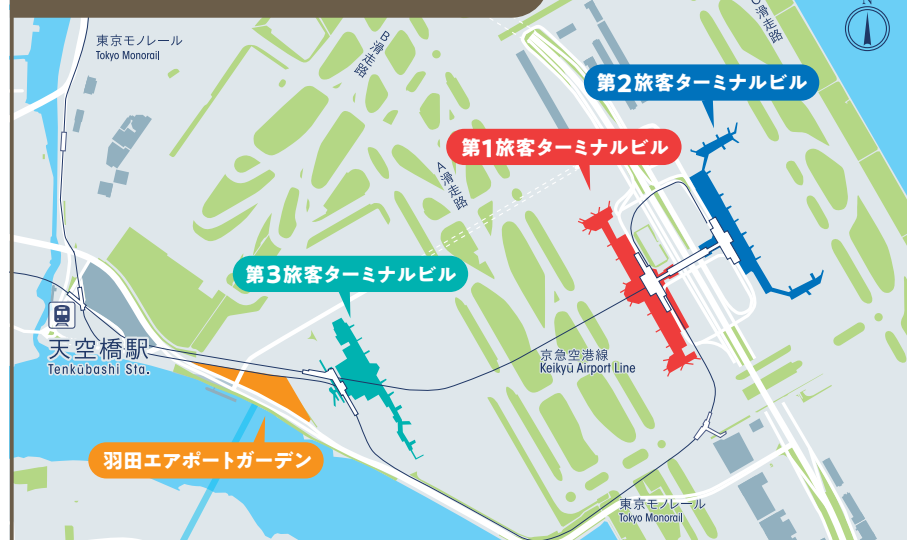 N
C滑走路
東京モノレール
Tokyo Monorail
B滑走路
第2旅客ターミナルビル
第1旅客ターミナルビル
A滑走路
第3旅客ターミナルビル
天空橋駅
Tenkūbashi Sta.
京急空港線
Keikyū Airport Line
羽田エアポートガーデン
東京モノレール
Tokyo Monorail